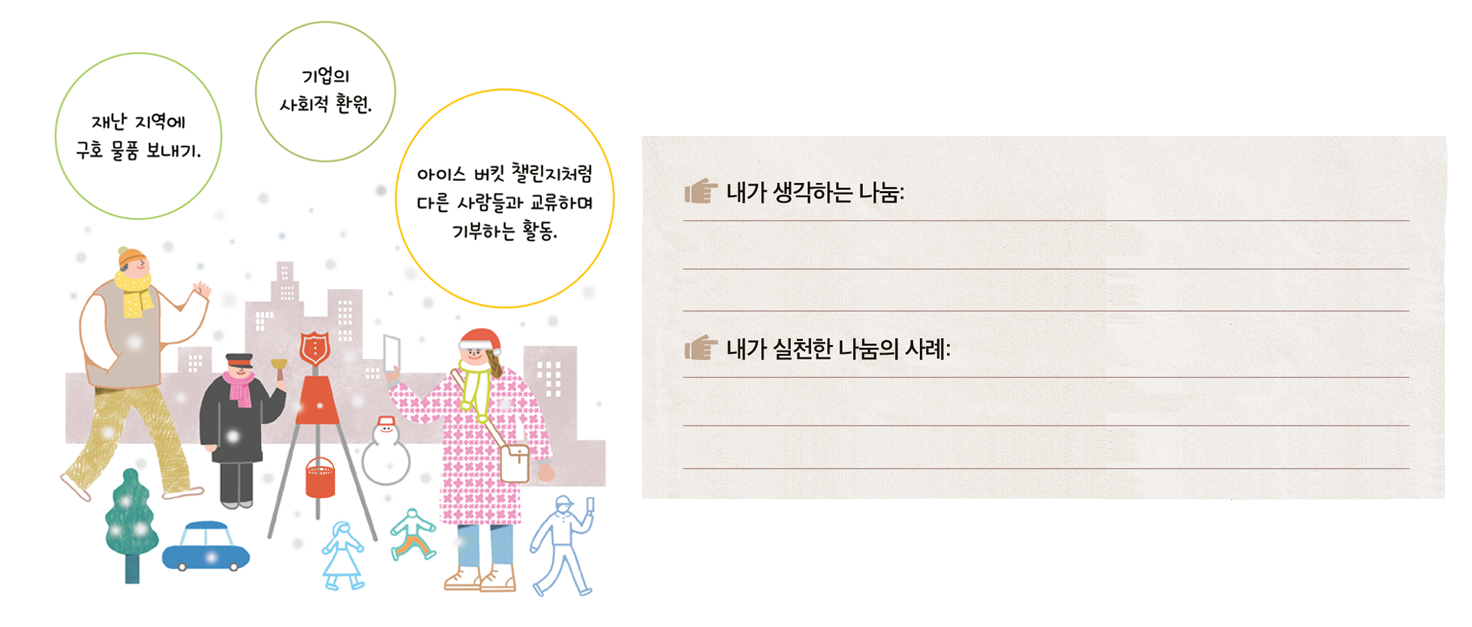 재난 지역에
구호 물품 보내기.
기업의
사회적 환원.
아이스 버킷 챌린지처럼
다른 사람들과 교류하며
기부하는 활동.
내가 생각하는 나눔:
내가 실천한 나눔의 사례: